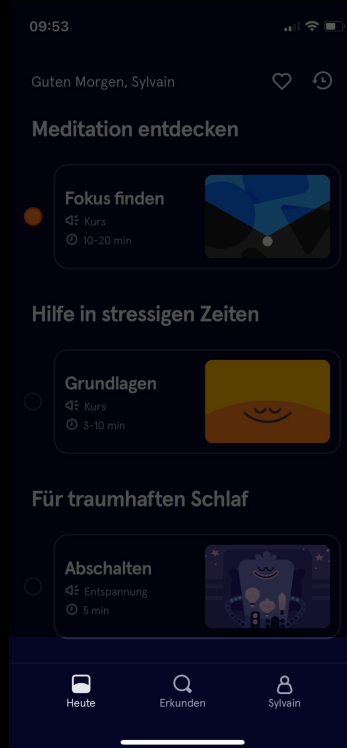 09:53
Guten Morgen, Sylvain
Meditation entdecken
Fokus finden
Kurs
10-20 min
Hilfe in stressigen Zeiten
Grundlagen
Kurs
3-10 min
Für traumhaften Schlaf
Abschalten
Entspannung
5 min
Heute
Erkunden
Sylvain